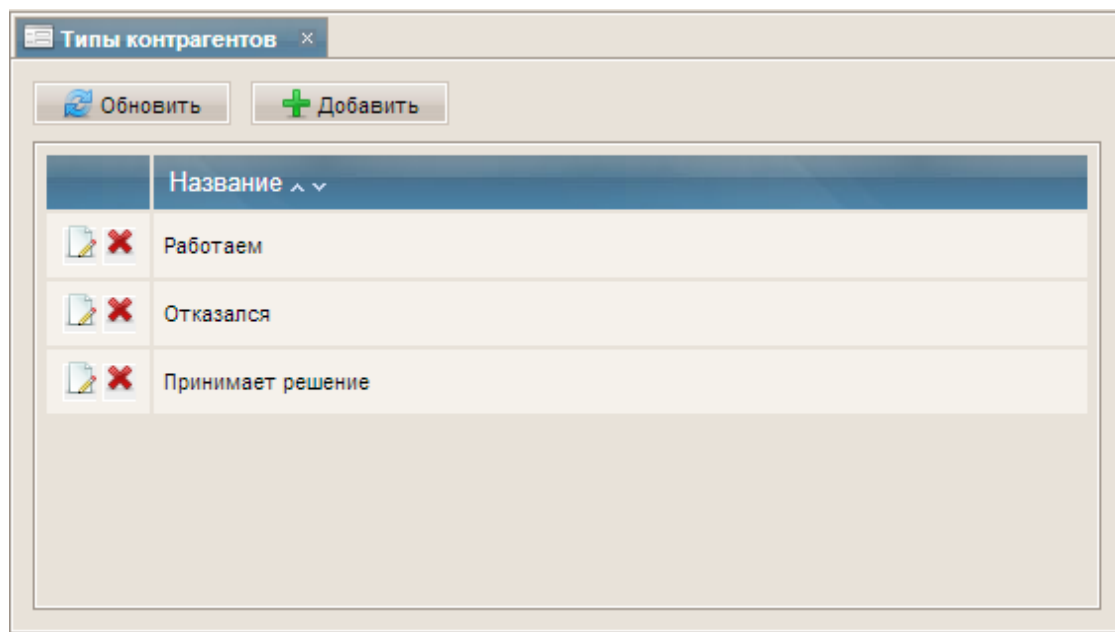 Типы контрагентов
Обновить Добавить
Название
Работаем
Отказался
Принимает решение